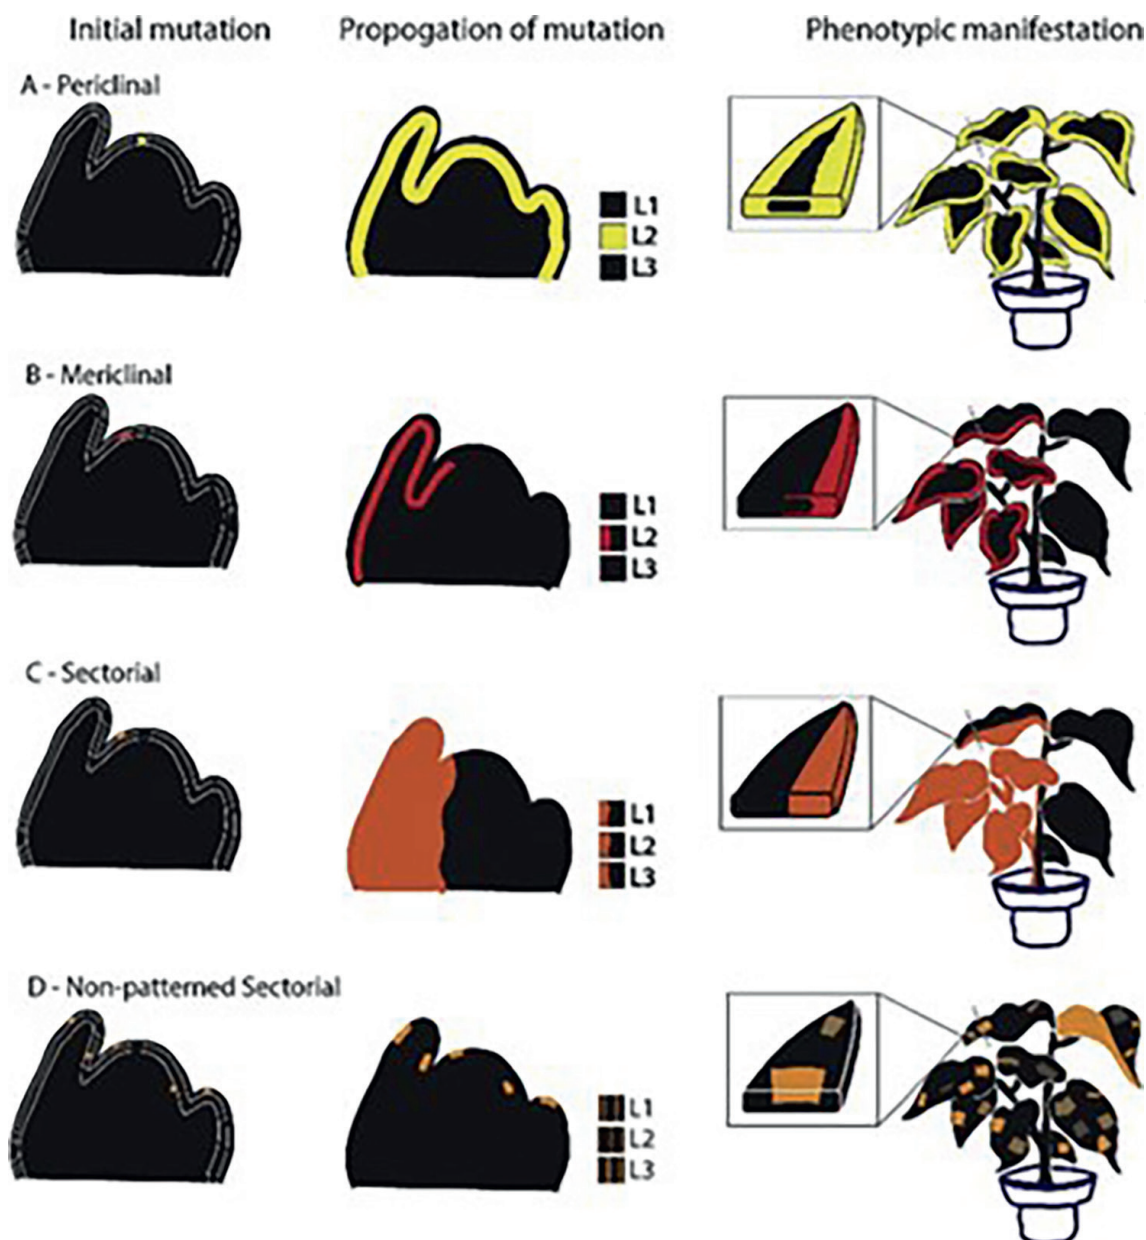 Initial mutation
Propogation of mutation
Phenotypic manifestation
A - Periclinal
L1
L2
L3
B - Mericlinal
L1
L2
L3
C - Sectorial
L1
L2
L3
D - Non-patterned Sectorial
L1
L2
L3